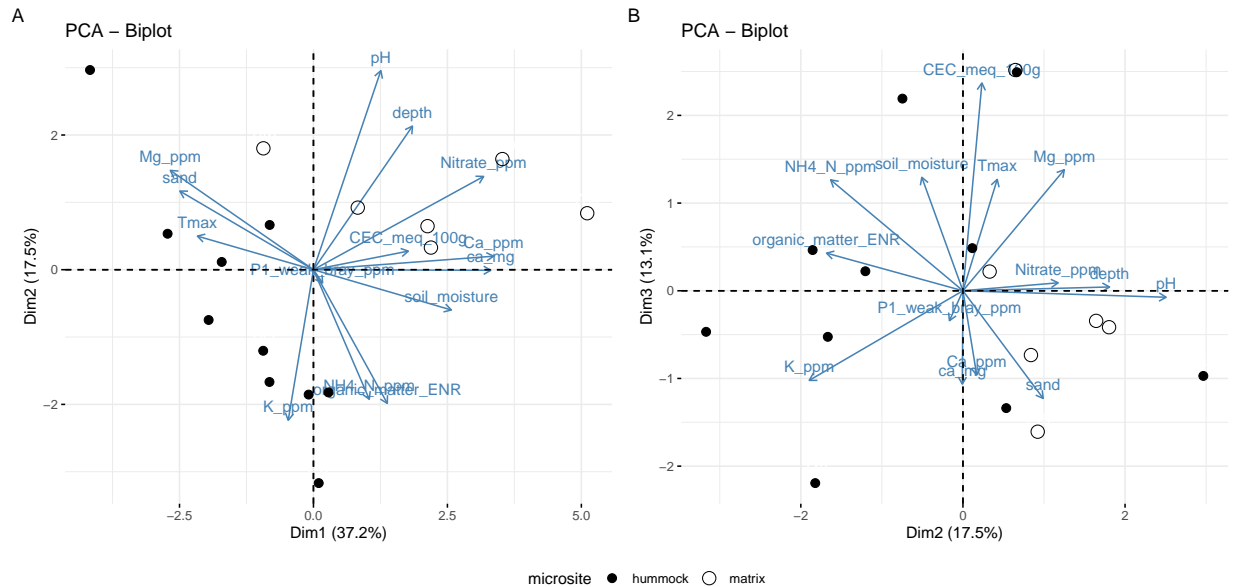 A
PCA – Biplot
pH
depth
Nitrate_ppm
Mg_ppm
sand
Tmax
CEC_meq_100g
Ca_ppm
ca_mg
P1_weak_bray_ppm
soil_moisture
NH4_N_ppm
organic_matter_ENR
K_ppm
2
0
−2
−2.5
0.0
2.5
5.0
Dim1 (37.2%)
Dim2 (17.5%)
B
PCA – Biplot
CEC_meq_100g
NH4_N_ppm
soil_moisture
Tmax
Mg_ppm
organic_matter_ENR
Nitrate_ppm
depth
pH
P1_weak_bray_ppm
Ca_ppm
ca_mg
K_ppm
sand
2
1
0
−1
−2
−2
0
2
Dim2 (17.5%)
Dim3 (13.1%)
microsite hummock matrix